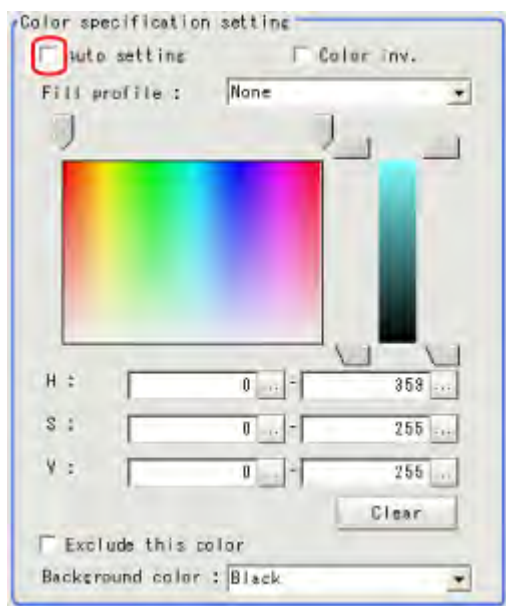 Color specification setting
Auto setting Color inv.
Fill profile : None
H : 0 ... - 359 ...
S : 0 ... - 255 ...
V : 0 ... - 255 ...
Clear
Exclude this color
Background color : Black